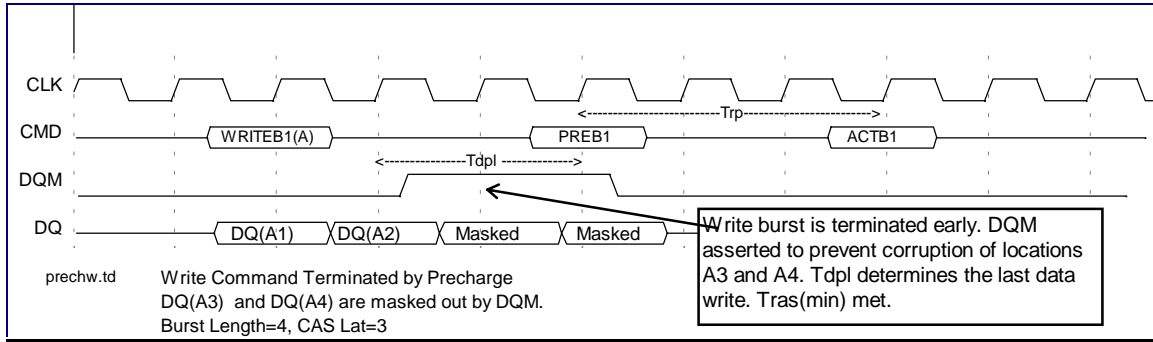 CLK
<---------------------------Trp---------------------------->
CMD WRITEB1(A) PREB1 ACTB1
<----------------Tdpl -------------->
DQM
DQ DQ(A1) DQ(A2) Masked Masked
Write burst is terminated early. DQM
asserted to prevent corruption of locations
A3 and A4. Tdpl determines the last data
write. Tras(min) met.
prechw.td Write Command Terminated by Precharge
DQ(A3) and DQ(A4) are masked out by DQM.
Burst Length=4, CAS Lat=3